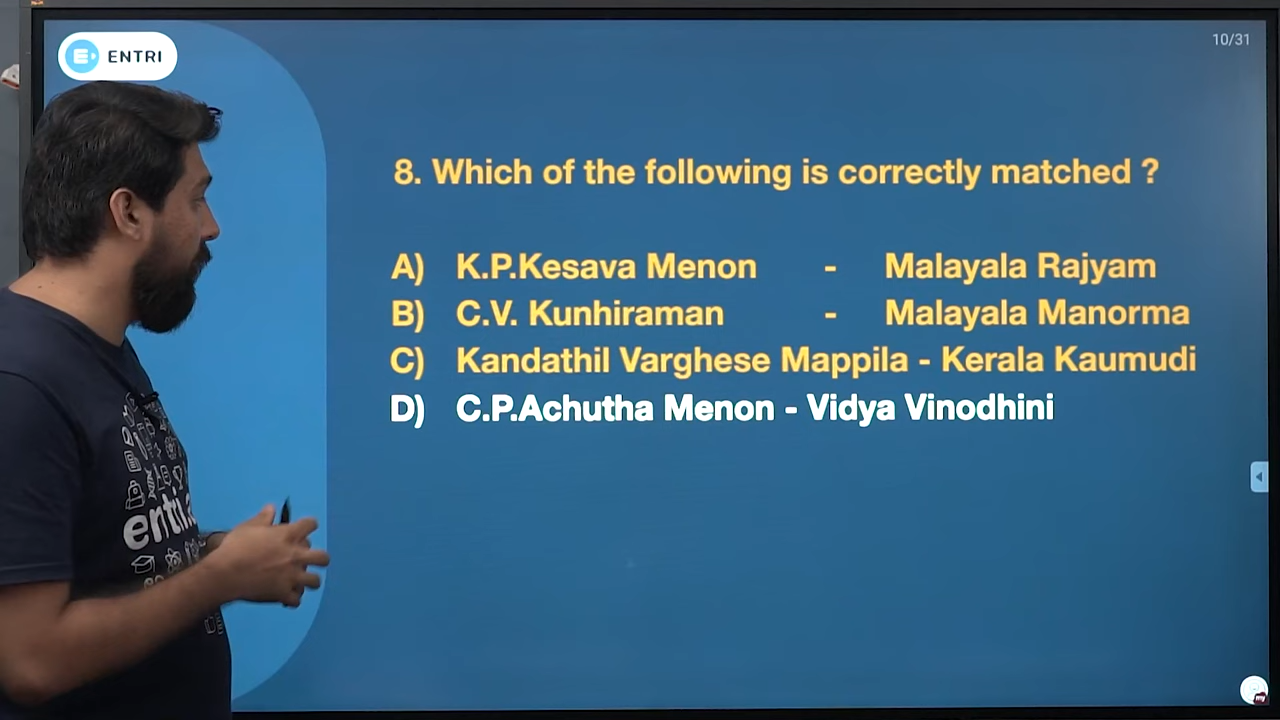 ENTRI
10/31
8. Which of the following is correctly matched ?
A) K.P.Kesava Menon - Malayala Rajyam
B) C.V. Kunhiraman - Malayala Manorma
C) Kandathil Varghese Mappila - Kerala Kaumudi
D) C.P.Achutha Menon - Vidya Vinodhini